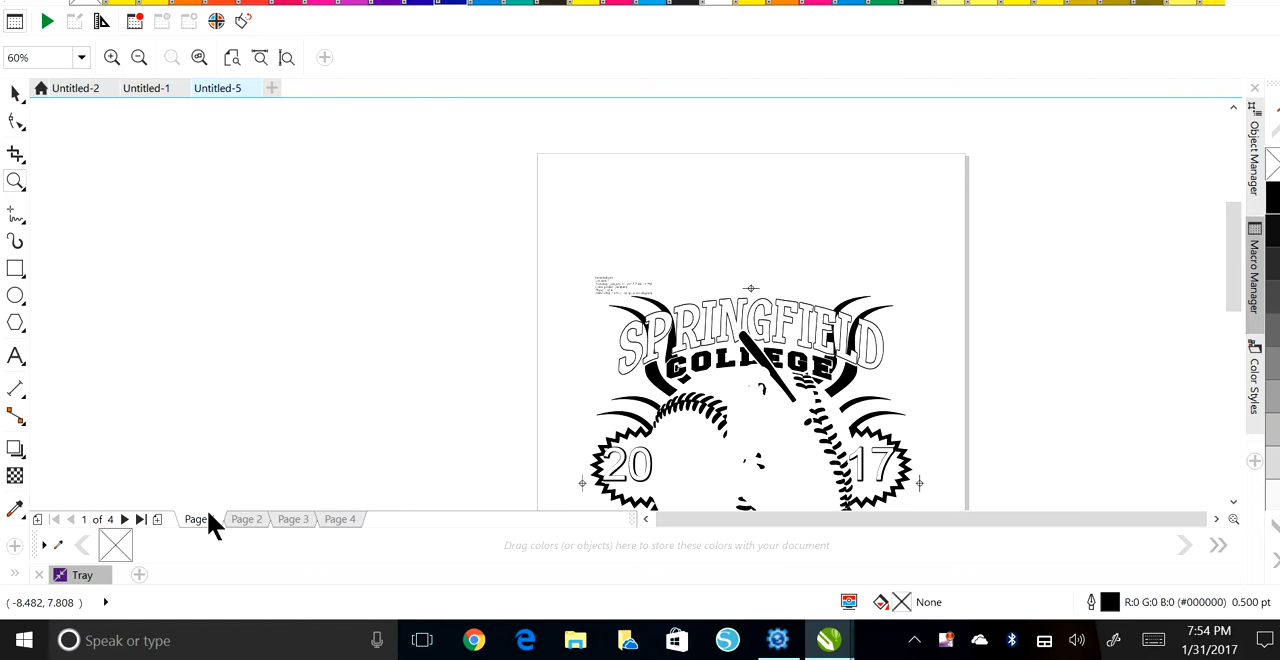 60%
Untitled-2 Untitled-1 Untitled-5
Object Manager
Macro Manager
Color Styles
SPRINGFIELD
COLLEGE
20 17
1 of 4 Page Page 2 Page 3 Page 4
Drag colors (or objects) here to store these colors with your document
Tray
(-8.482, 7.808 ) None R:0 G:0 B:0 (#000000) 0.500 pt
Speak or type 7:54 PM
1/31/2017